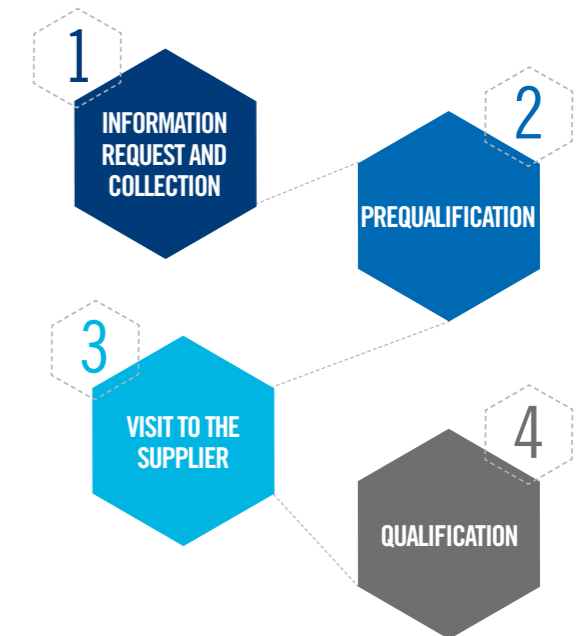 1
INFORMATION
REQUEST AND
COLLECTION
2
PREQUALIFICATION
3
VISIT TO THE
SUPPLIER
4
QUALIFICATION